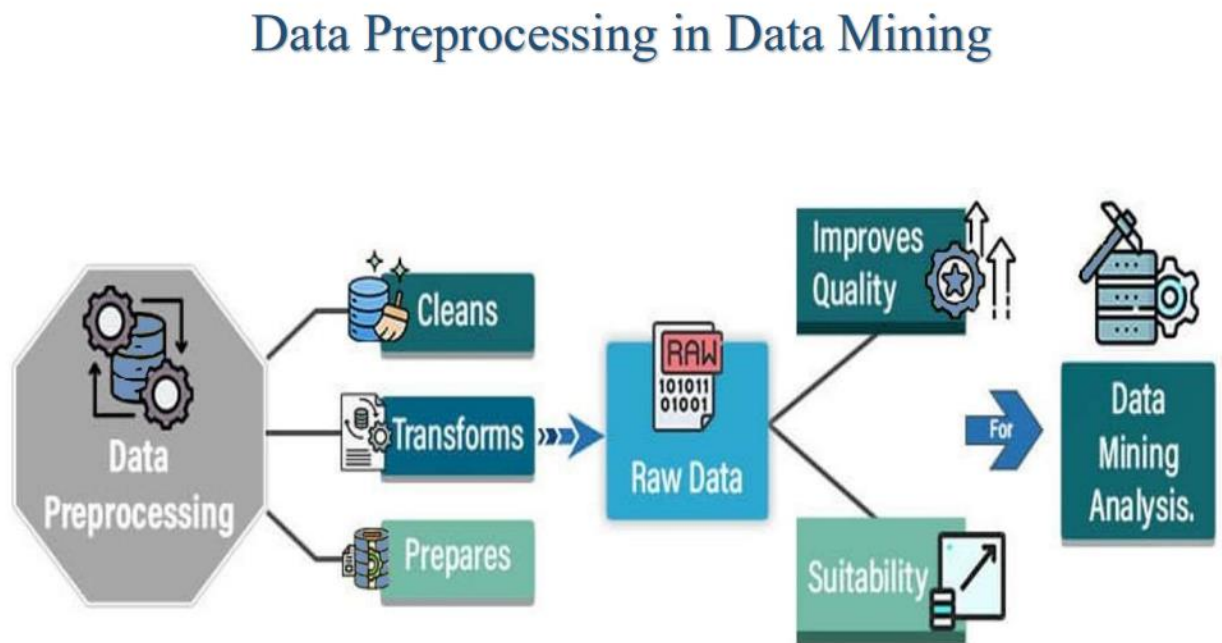 Data Preprocessing in Data Mining
Data
Preprocessing
Cleans
Transforms
Prepares
RAW
101011
01001
Raw Data
Improves
Quality
Suitability
For
Data
Mining
Analysis.